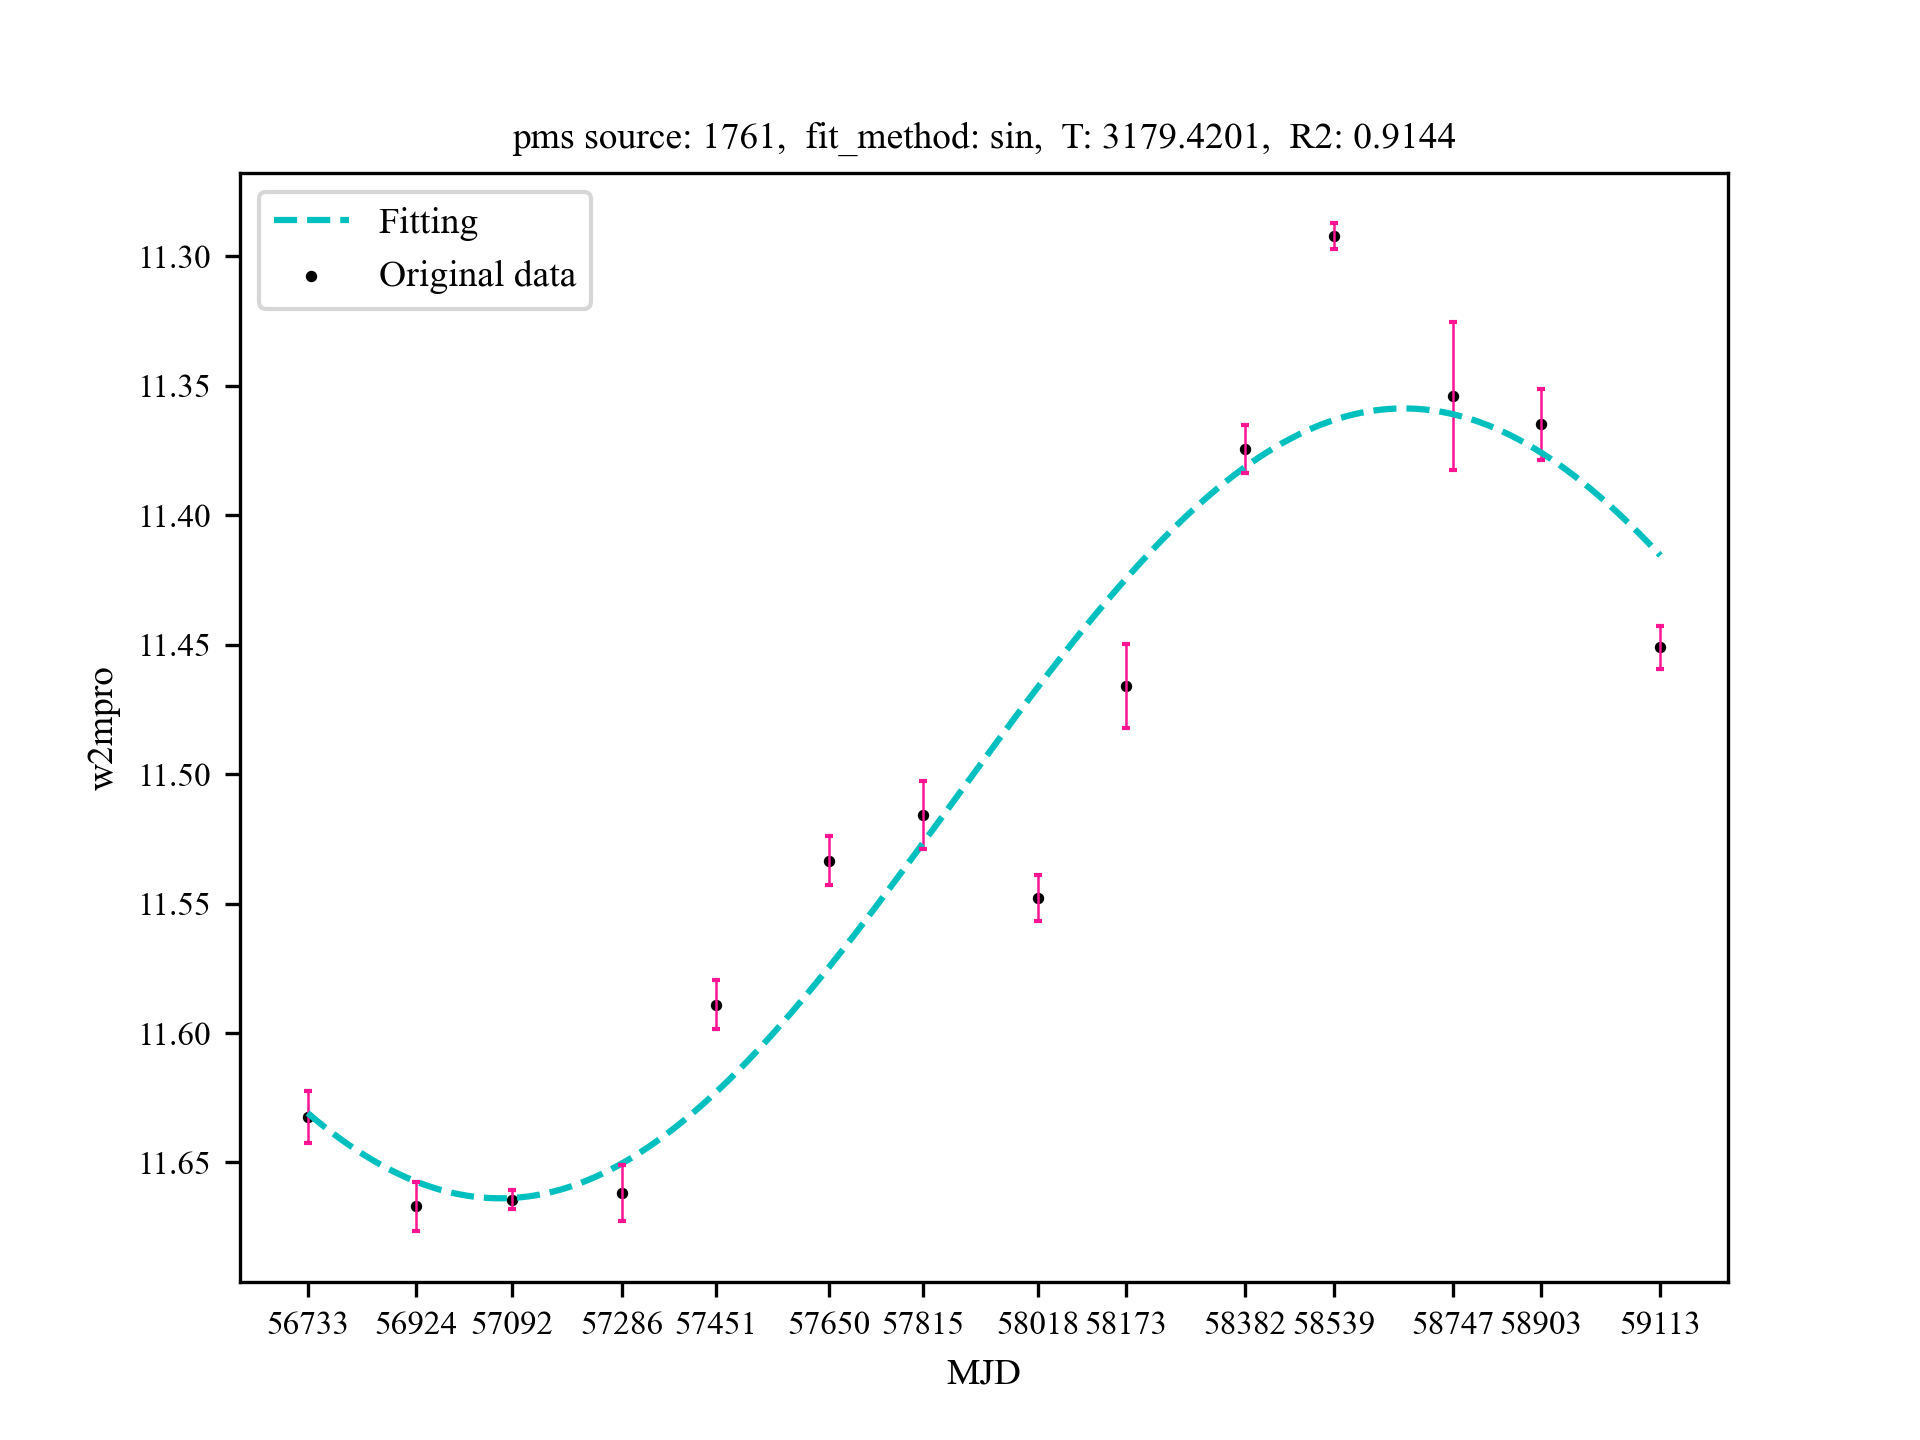 pms source: 1761,  fit_method: sin,  T: 3179.4201,  R2: 0.9144
Fitting
Original data
11.30
11.35
11.40
11.45
11.50
11.55
11.60
11.65
w2mpro
56733 56924 57092 57286 57451 57650 57815 58018 58173 58382 58539 58747 58903 59113
MJD